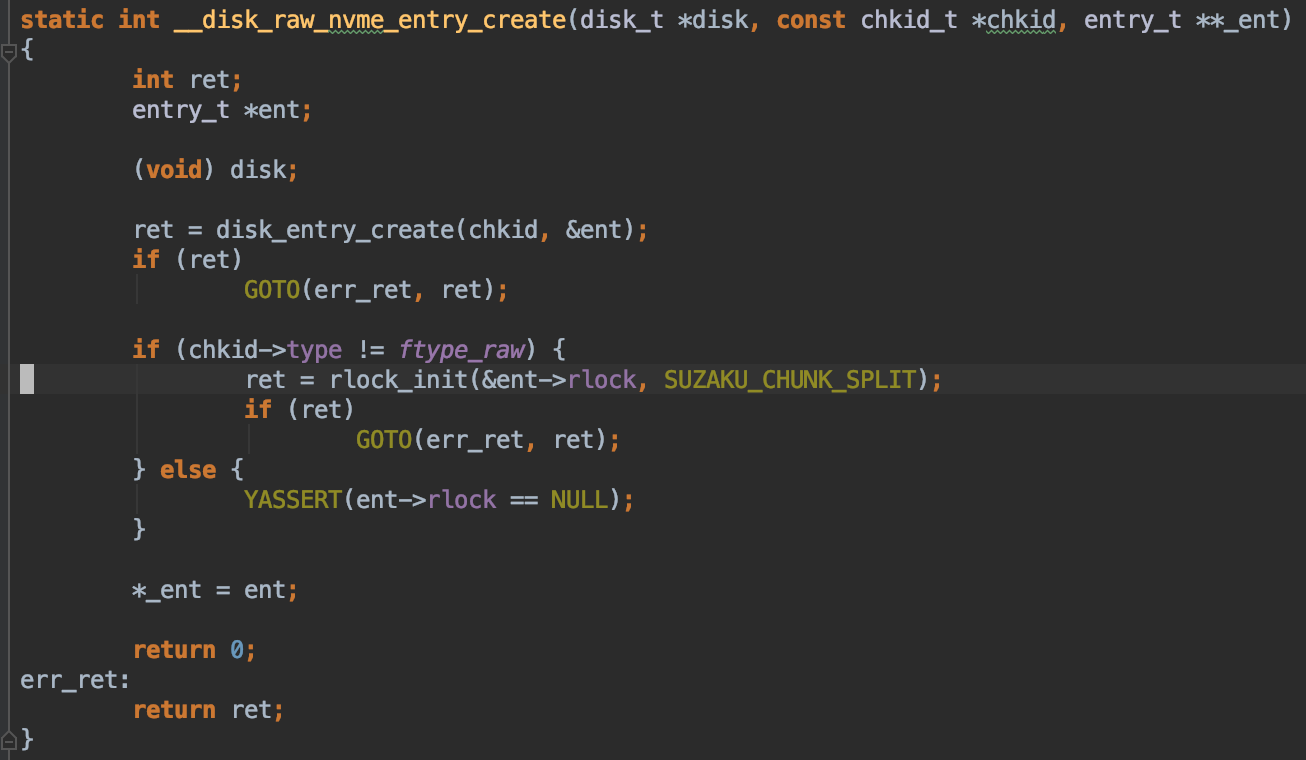 static int __disk_raw_nvme_entry_create(disk_t *disk, const chkid_t *chkid, entry_t **_ent)
{
        int ret;
        entry_t *ent;

        (void) disk;

        ret = disk_entry_create(chkid, &ent);
        if (ret)
                GOTO(err_ret, ret);

        if (chkid->type != ftype_raw) {
                ret = rlock_init(&ent->rlock, SUZAKU_CHUNK_SPLIT);
                if (ret)
                        GOTO(err_ret, ret);
        } else {
                YASSERT(ent->rlock == NULL);
        }

        *_ent = ent;

        return 0;
err_ret:
        return ret;
}